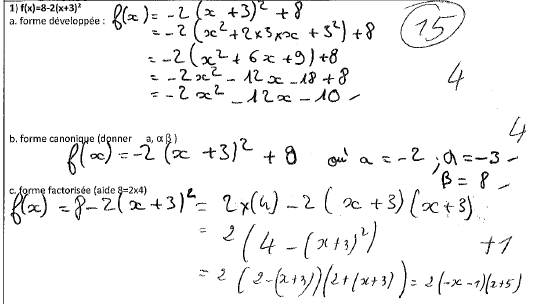 1) f(x)=8-2(x+3)²
a. forme développée : f(x) = -2 (x +3)² + 8
15
= -2 (x² + 2×3×x + 3²) + 8
= -2 (x² + 6x + 9) + 8
= -2x² - 12x - 18 + 8
4
= -2x² - 12x - 10
4
b. forme canonique (donner a, α β )
f(x) = -2 (x +3)² + 8 où a = -2 ; α = -3
β = 8
c. forme factorisée (aide 8=2x4)
f(x) = 8 - 2 (x + 3)² = 2×(4) - 2 (x+3)(x+3)
= 2 (4 - (x+3)²) +1
= 2 (2-(x+3))(2+(x+3)) = 2(-x-1)(x+5)